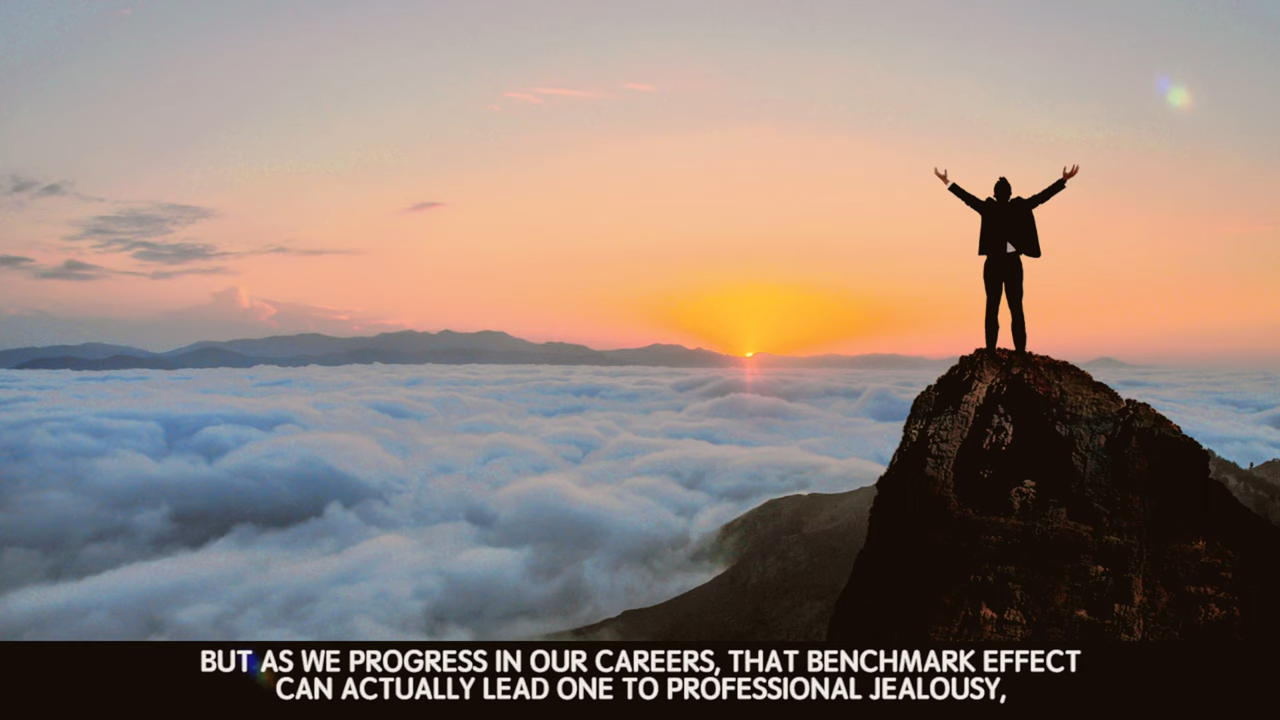 BUT AS WE PROGRESS IN OUR CAREERS, THAT BENCHMARK EFFECT
CAN ACTUALLY LEAD ONE TO PROFESSIONAL JEALOUSY,